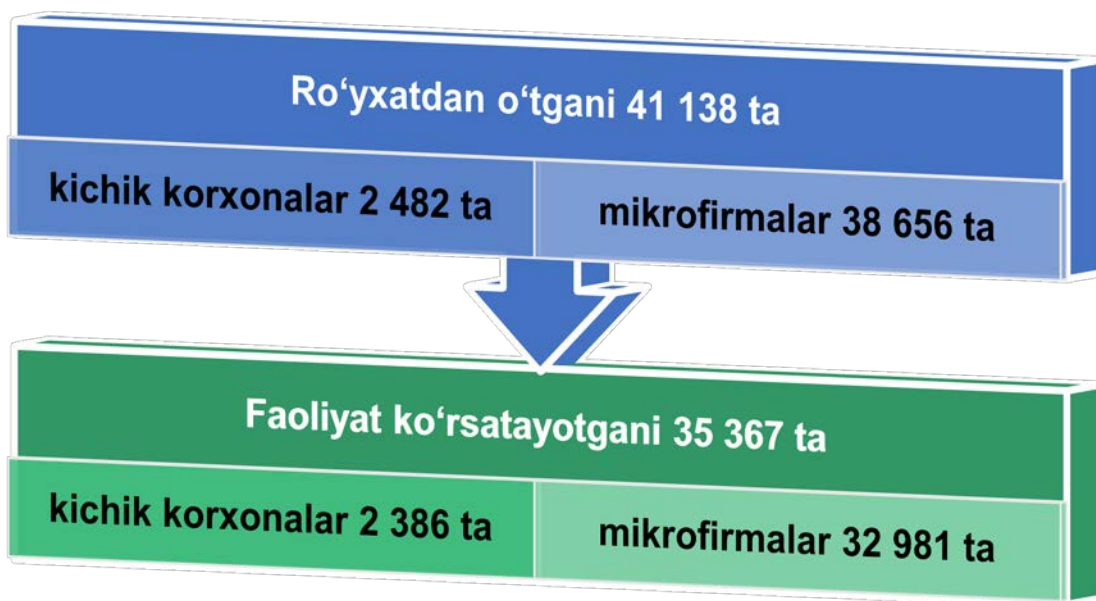 Ro‘yxatdan o‘tgani 41 138 ta
kichik korxonalar 2 482 ta
mikrofirmalar 38 656 ta
Faoliyat ko‘rsatayotgani 35 367 ta
kichik korxonalar 2 386 ta
mikrofirmalar 32 981 ta